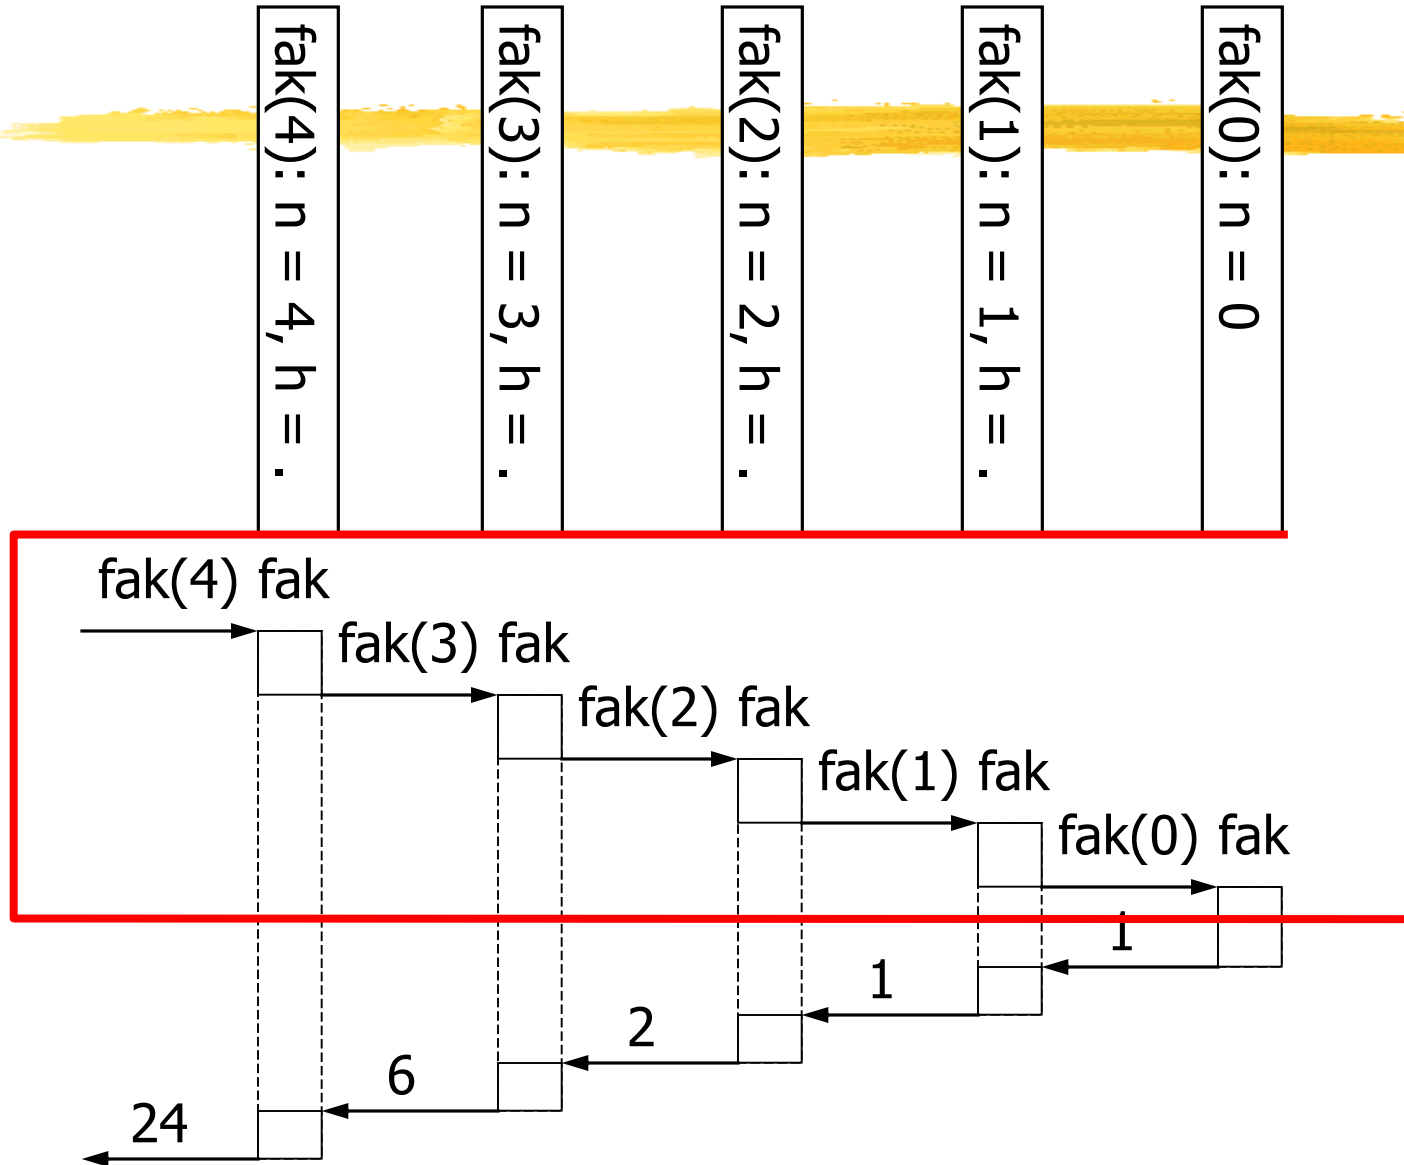 fak(4): n = 4, h = .
fak(3): n = 3, h = .
fak(2): n = 2, h = .
fak(1): n = 1, h = .
fak(0): n = 0
fak(4) fak
fak(3) fak
fak(2) fak
fak(1) fak
fak(0) fak
1
1
2
6
24